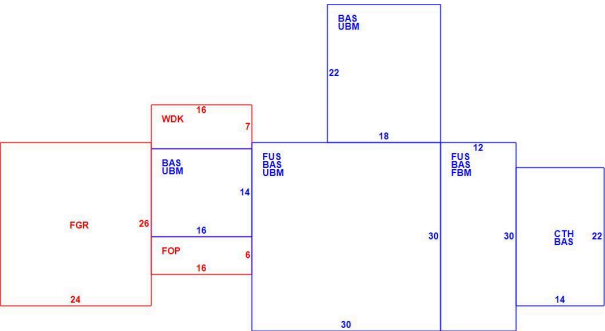 BAS
UBM
22
18
16
WDK
7
BAS
UBM
14
16
FUS
BAS
UBM
30
30
12
FUS
BAS
FBM
30
FGR
26
24
FOP
6
16
CTH
BAS
22
14